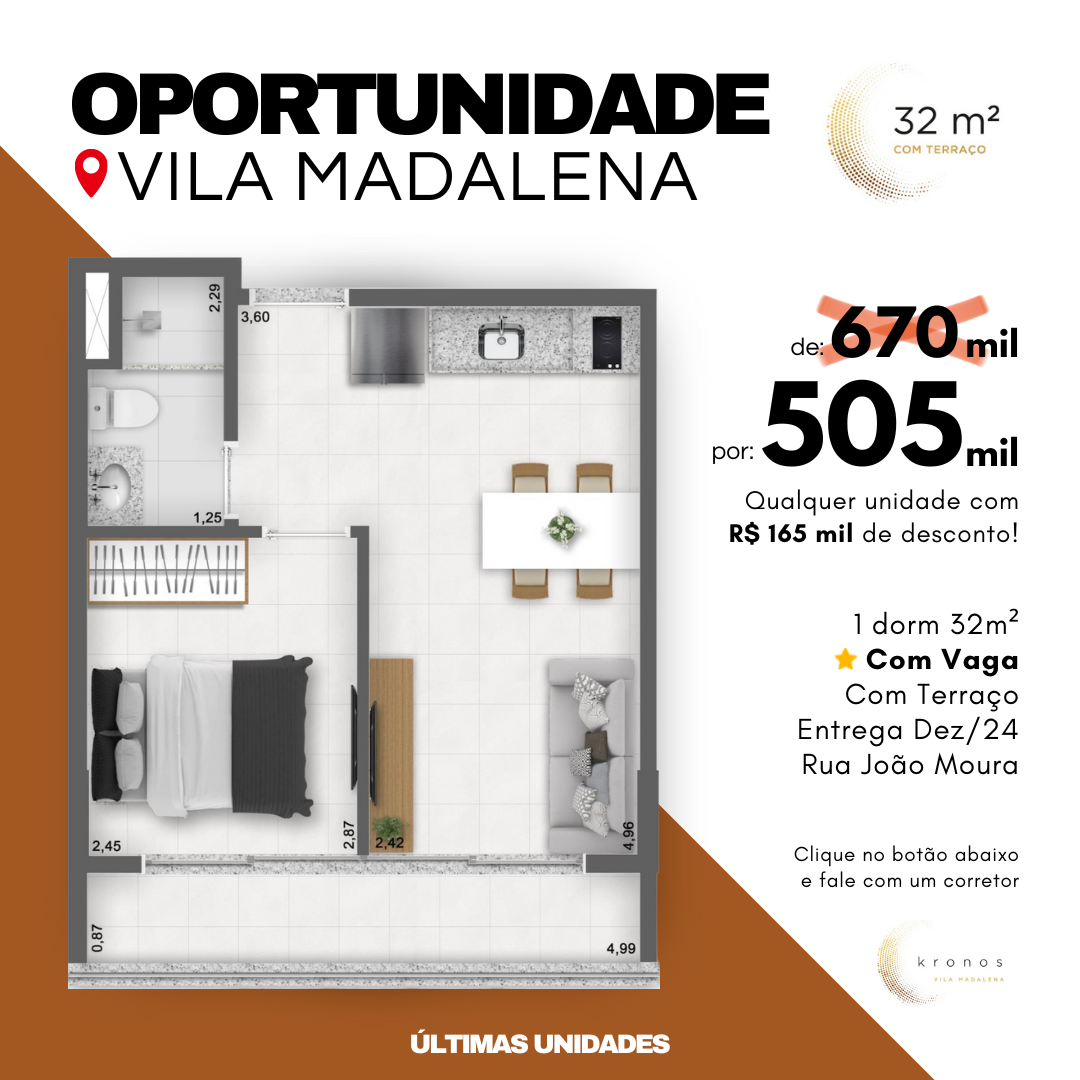 OPORTUNIDADE
VILA MADALENA
32 m²
COM TERRAÇO
2,29
3,60
1,25
2,45
2,87
2,42
4,96
0,87
4,99
de: 670 mil
por: 505 mil
Qualquer unidade com
R$ 165 mil de desconto!
1 dorm 32m²
Com Vaga
Com Terraço
Entrega Dez/24
Rua João Moura
Clique no botão abaixo
e fale com um corretor
kronos
VILA MADALENA
ÚLTIMAS UNIDADES